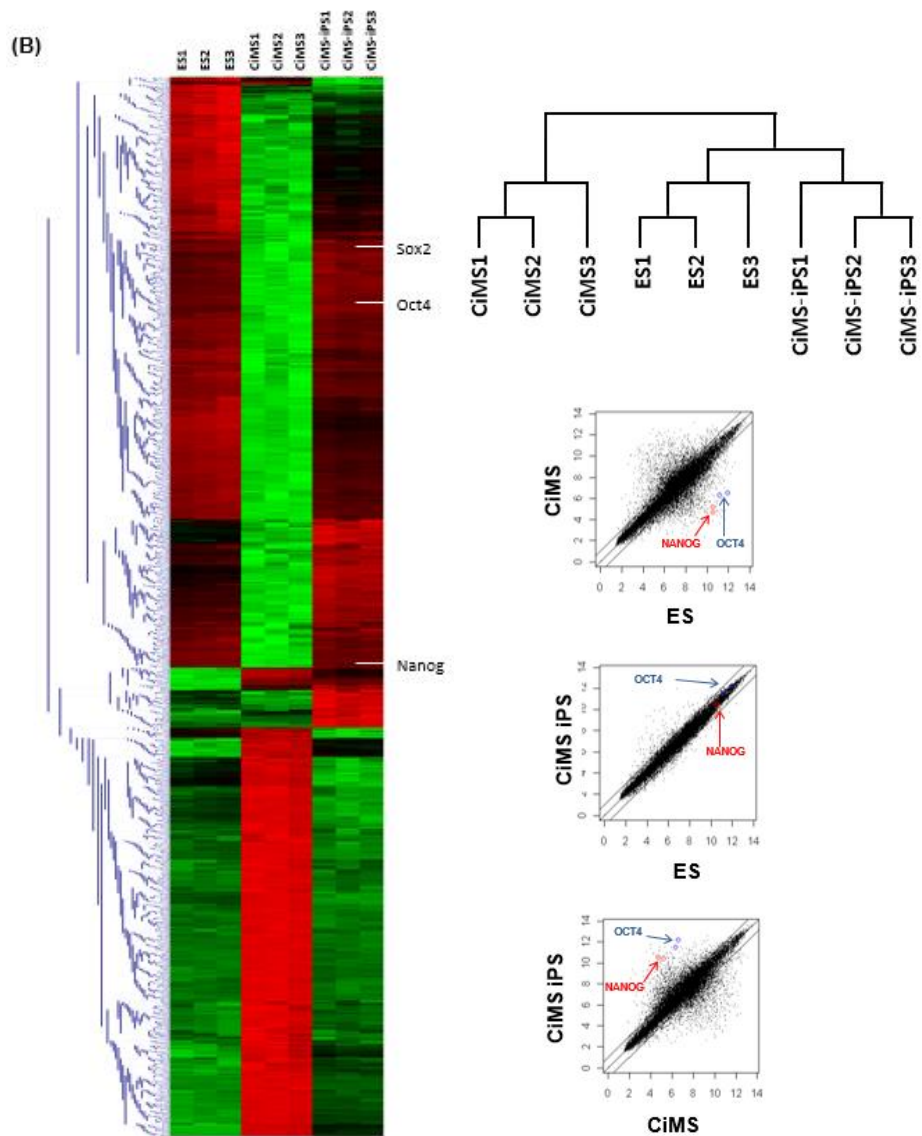 (B)
ES1 ES2 ES3 CiMS1 CiMS2 CiMS3 CiMS-iPS1 CiMS-iPS2 CiMS-iPS3
Sox2
Oct4
Nanog
CiMS1 CiMS2 CiMS3 ES1 ES2 ES3 CiMS-iPS1 CiMS-iPS2 CiMS-iPS3
CiMS
14
12
10
8
6
4
2
0
NANOG
OCT4
0 2 4 6 8 10 12 14
ES
CiMS iPS
14
12
10
8
6
4
2
0
OCT4
NANOG
0 2 4 6 8 10 12 14
ES
CiMS iPS
14
12
10
8
6
4
2
0
OCT4
NANOG
0 2 4 6 8 10 12 14
CiMS